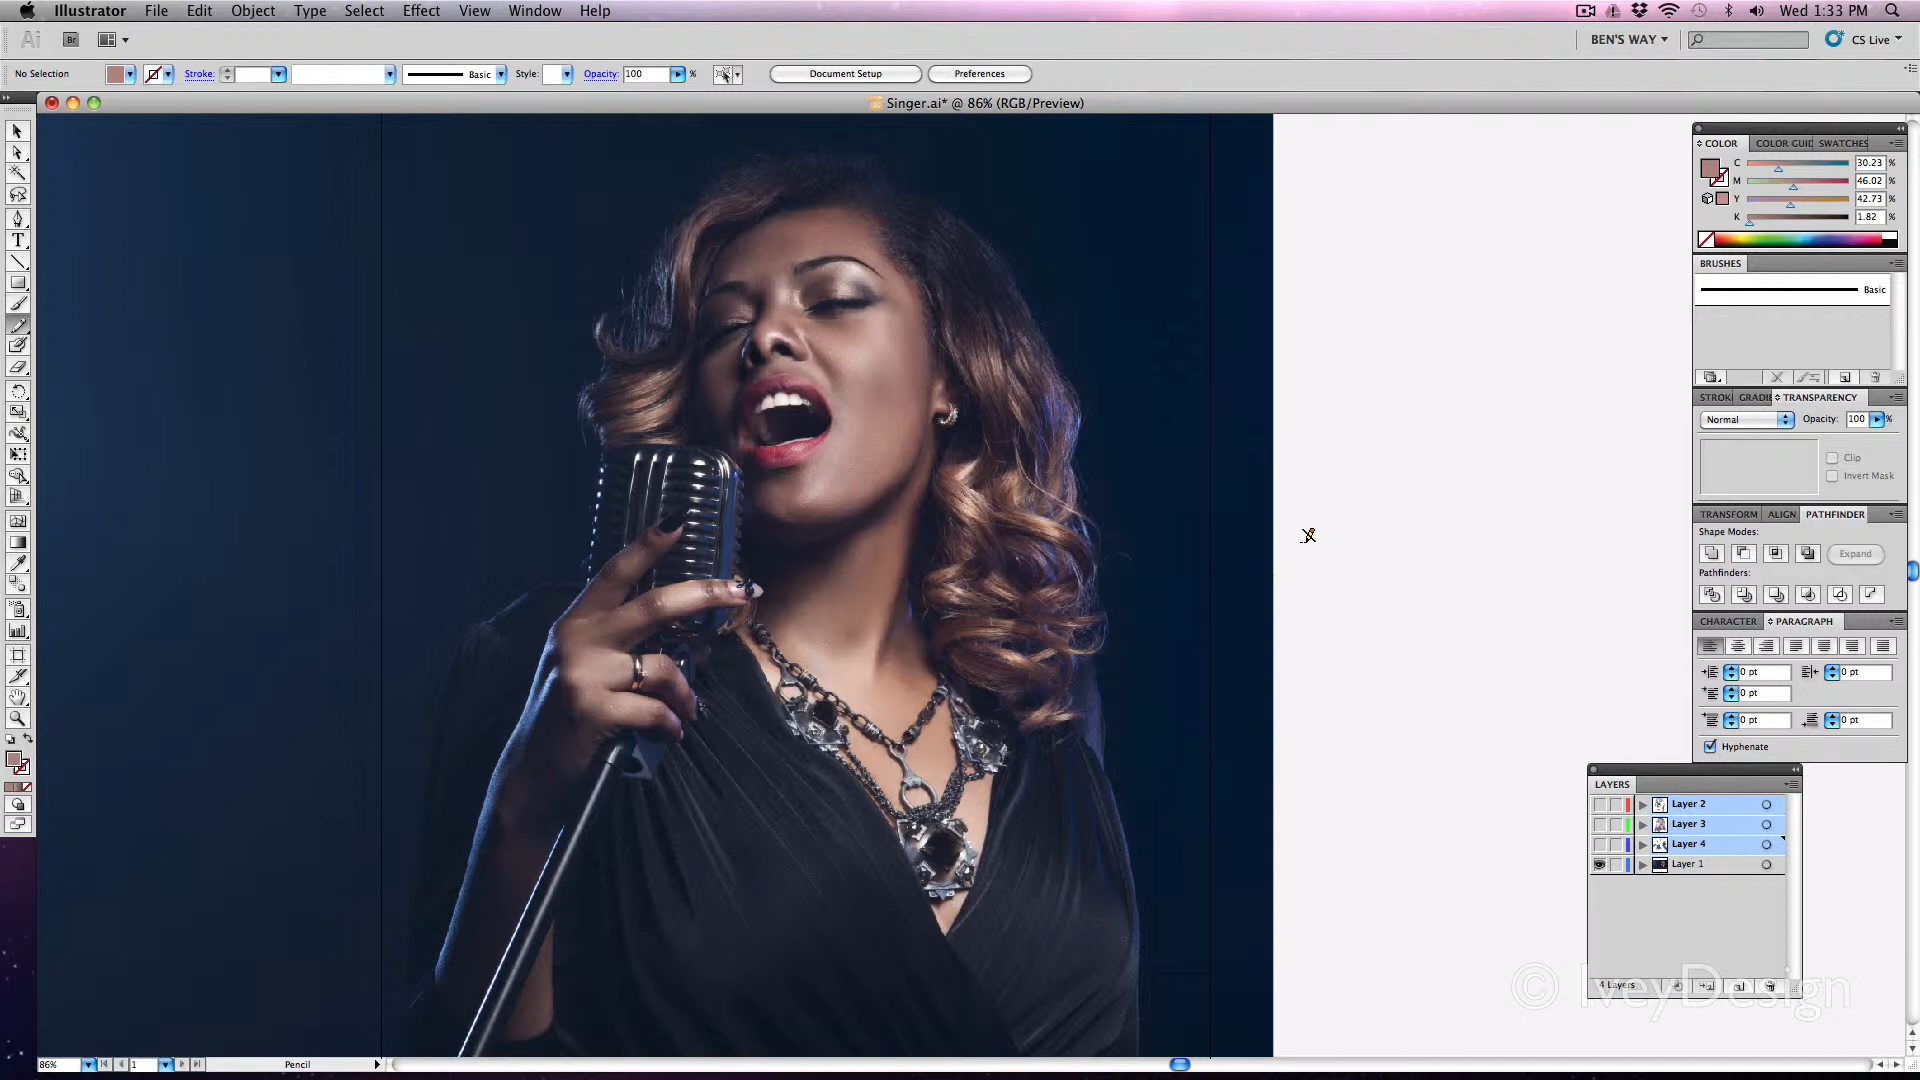 Illustrator File Edit Object Type Select Effect View Window Help
Wed 1:33 PM
Ai Br
BEN'S WAY
CS Live
No Selection
Stroke:
Basic
Style:
Opacity: 100 %
Document Setup
Preferences
Singer.ai* @ 86% (RGB/Preview)
COLOR COLOR GUID SWATCHES
C 30.23 %
M 46.02 %
Y 42.73 %
K 1.82 %
BRUSHES
Basic
STROK GRADIE TRANSPARENCY
Normal Opacity: 100 %
Clip
Invert Mask
TRANSFORM ALIGN PATHFINDER
Shape Modes:
Expand
Pathfinders:
CHARACTER PARAGRAPH
0 pt 0 pt
0 pt
0 pt 0 pt
Hyphenate
LAYERS
Layer 2
Layer 3
Layer 4
Layer 1
4 Layers
© IveyDesign
86% 1 Pencil